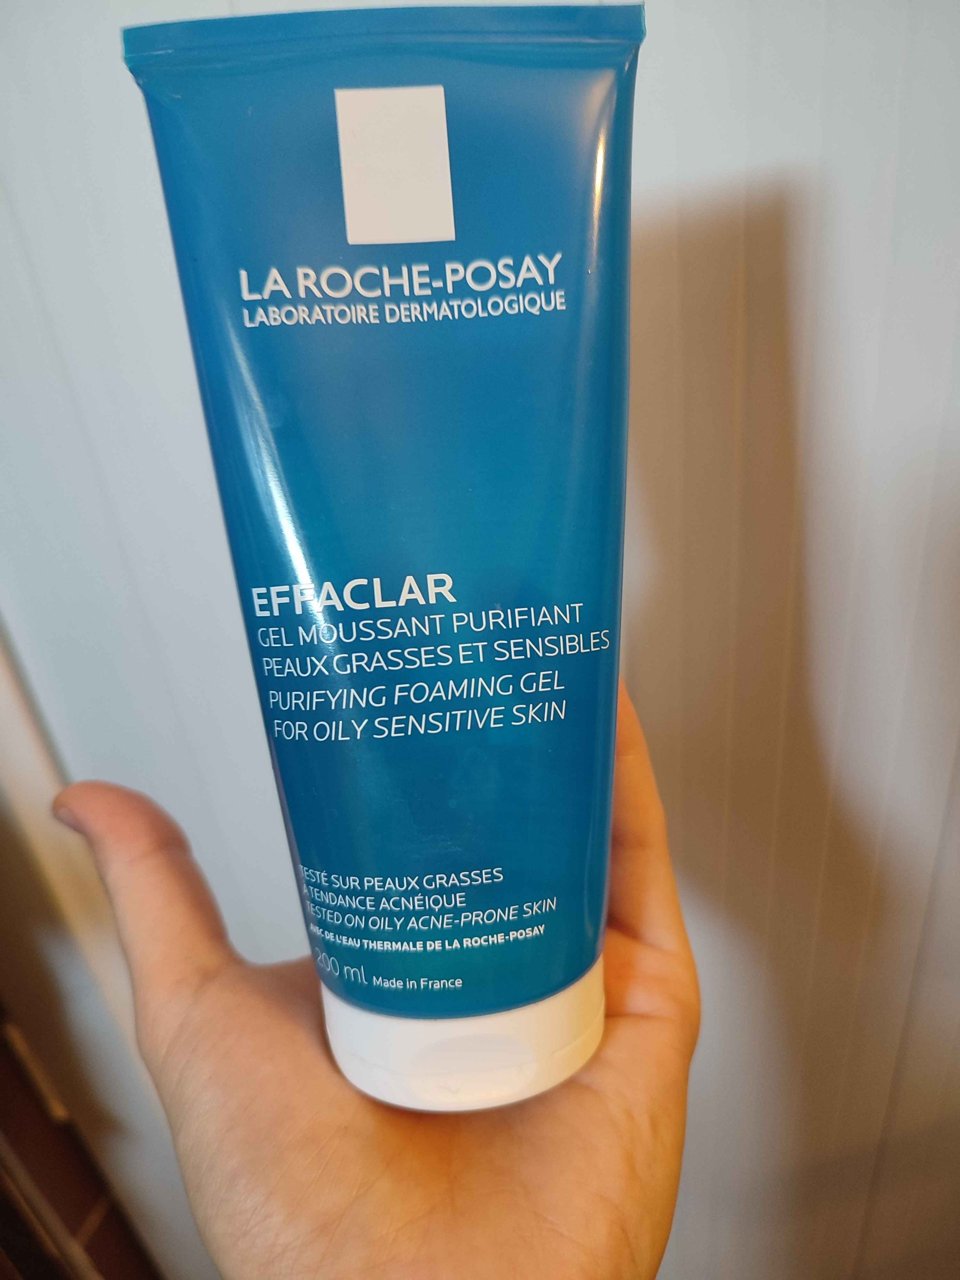 LA ROCHE-POSAY
LABORATOIRE DERMATOLOGIQUE
EFFACLAR
GEL MOUSSANT PURIFIANT
PEAUX GRASSES ET SENSIBLES
PURIFYING FOAMING GEL
FOR OILY SENSITIVE SKIN
TESTÉ SUR PEAUX GRASSES
À TENDANCE ACNÉIQUE
TESTED ON OILY ACNE-PRONE SKIN
AVEC DE L'EAU THERMALE DE LA ROCHE-POSAY
200 ml Made in France